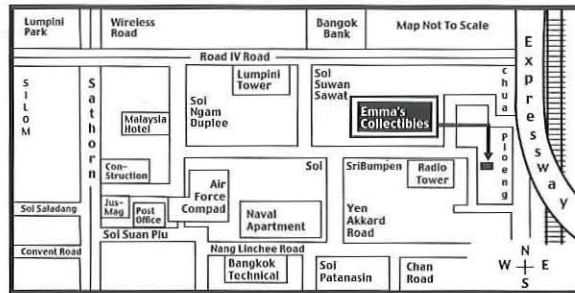 Lumpini
Park
Wireless
Road
Bangok
Bank
Map Not To Scale
Expressway
Road IV Road
SILOM
Sathorn
Malaysia
Hotel
Soi
Ngam
Duplee
Lumpini
Tower
Soi
Suwan
Sawat
Emma's
Collectibles
chua
Ploeng
Con-
Struction
Soi
SriBumpen
Radio
Tower
Air
Force
Compad
Jus-
Mag
Post
Office
Naval
Apartment
Yen
Akkard
Road
Soi Saladang
Soi Suan Plu
Convent Road
Nang Linchee Road
Bangkok
Technical
Soi
Patanasin
Chan
Road
N
W E
S